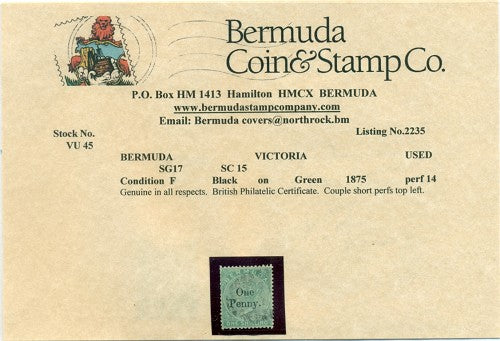 Bermuda
Coin&Stamp Co.
P.O. Box HM 1413 Hamilton HMCX BERMUDA
www.bermudastampcompany.com
Email: Bermuda covers@northrock.bm
Stock No. Listing No.2235
VU 45
BERMUDA VICTORIA USED
SG17 SC 15
Condition F Black on Green 1875 perf 14
Genuine in all respects. British Philatelic Certificate. Couple short perfs top left.
One
Penny.